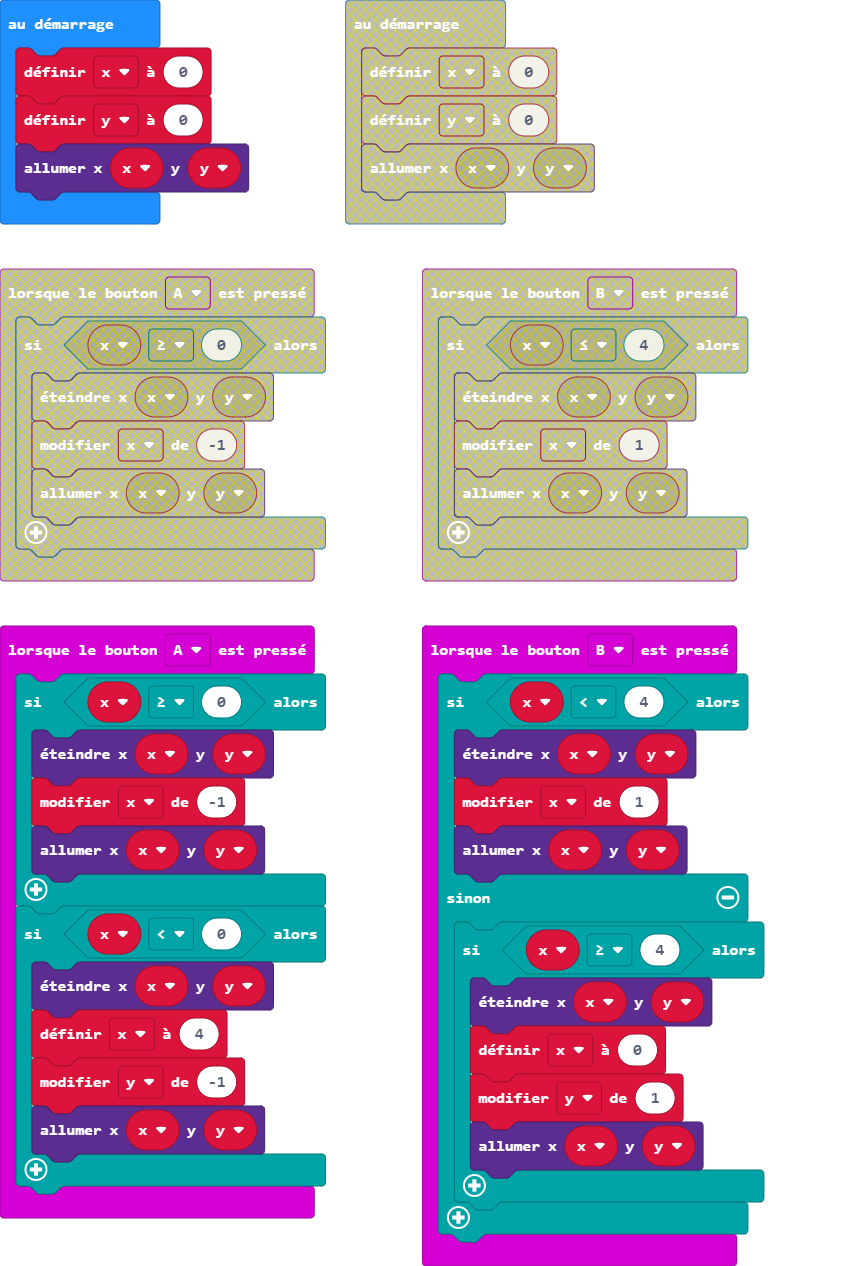 au démarrage
définir x à 0
définir y à 0
allumer x x y y
au démarrage
définir x à 0
définir y à 0
allumer x x y y
lorsque le bouton A est pressé
si x ≥ 0 alors
éteindre x x y y
modifier x de -1
allumer x x y y
lorsque le bouton B est pressé
si x ≤ 4 alors
éteindre x x y y
modifier x de 1
allumer x x y y
lorsque le bouton A est pressé
si x ≥ 0 alors
éteindre x x y y
modifier x de -1
allumer x x y y
si x < 0 alors
éteindre x x y y
définir x à 4
modifier y de -1
allumer x x y y
lorsque le bouton B est pressé
si x < 4 alors
éteindre x x y y
modifier x de 1
allumer x x y y
sinon
si x ≥ 4 alors
éteindre x x y y
définir x à 0
modifier y de 1
allumer x x y y